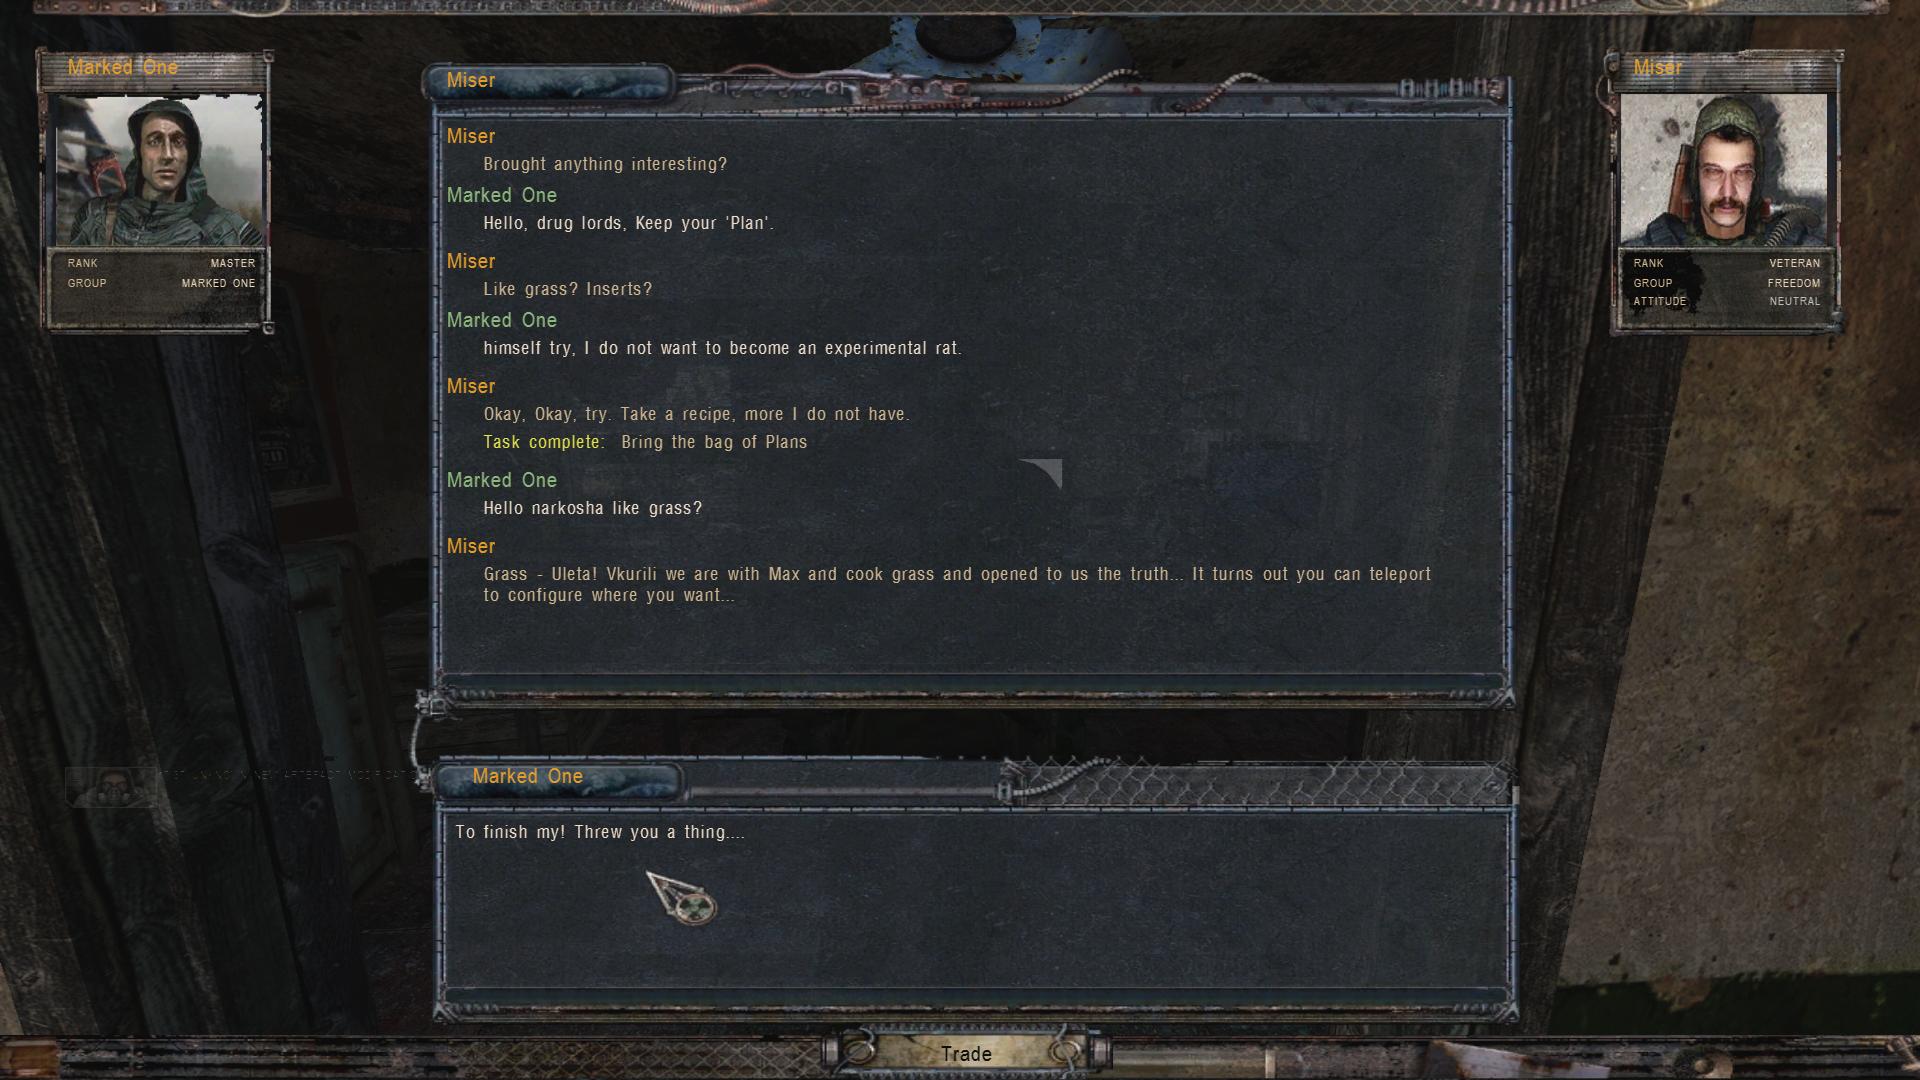 Marked One
RANK MASTER
GROUP MARKED ONE
Miser
Miser
Brought anything interesting?
Marked One
Hello, drug lords, Keep your 'Plan'.
Miser
Like grass? Inserts?
Marked One
himself try, I do not want to become an experimental rat.
Miser
Okay, Okay, try. Take a recipe, more I do not have.
Task complete: Bring the bag of Plans
Marked One
Hello narkosha like grass?
Miser
Grass - Uleta! Vkurili we are with Max and cook grass and opened to us the truth... It turns out you can teleport
to configure where you want...
Miser
RANK VETERAN
GROUP FREEDOM
ATTITUDE NEUTRAL
Marked One
To finish my! Threw you a thing....
Trade